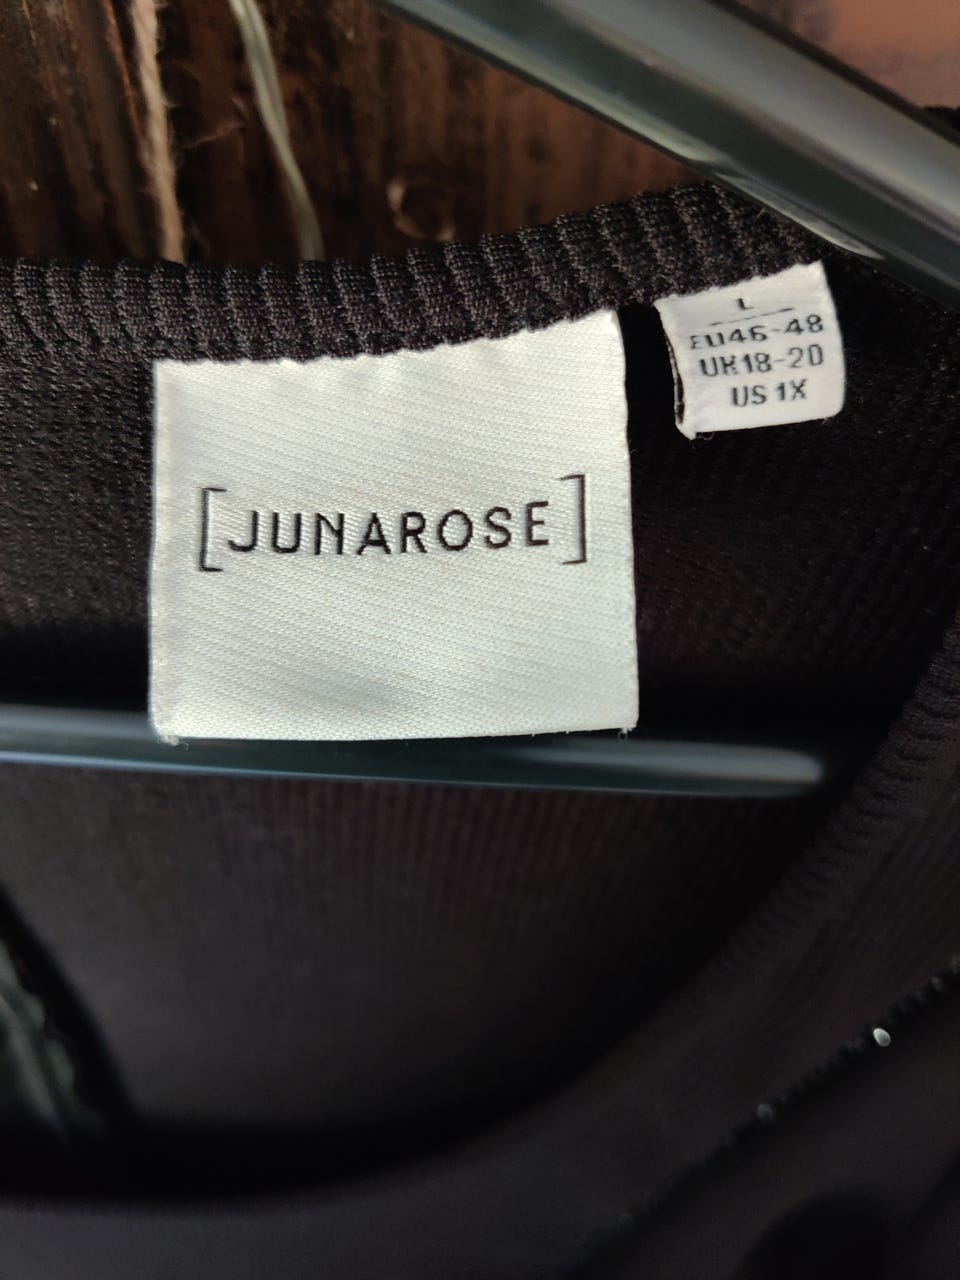 [JUNAROSE]
L
EU46-48
UK18-20
US 1X